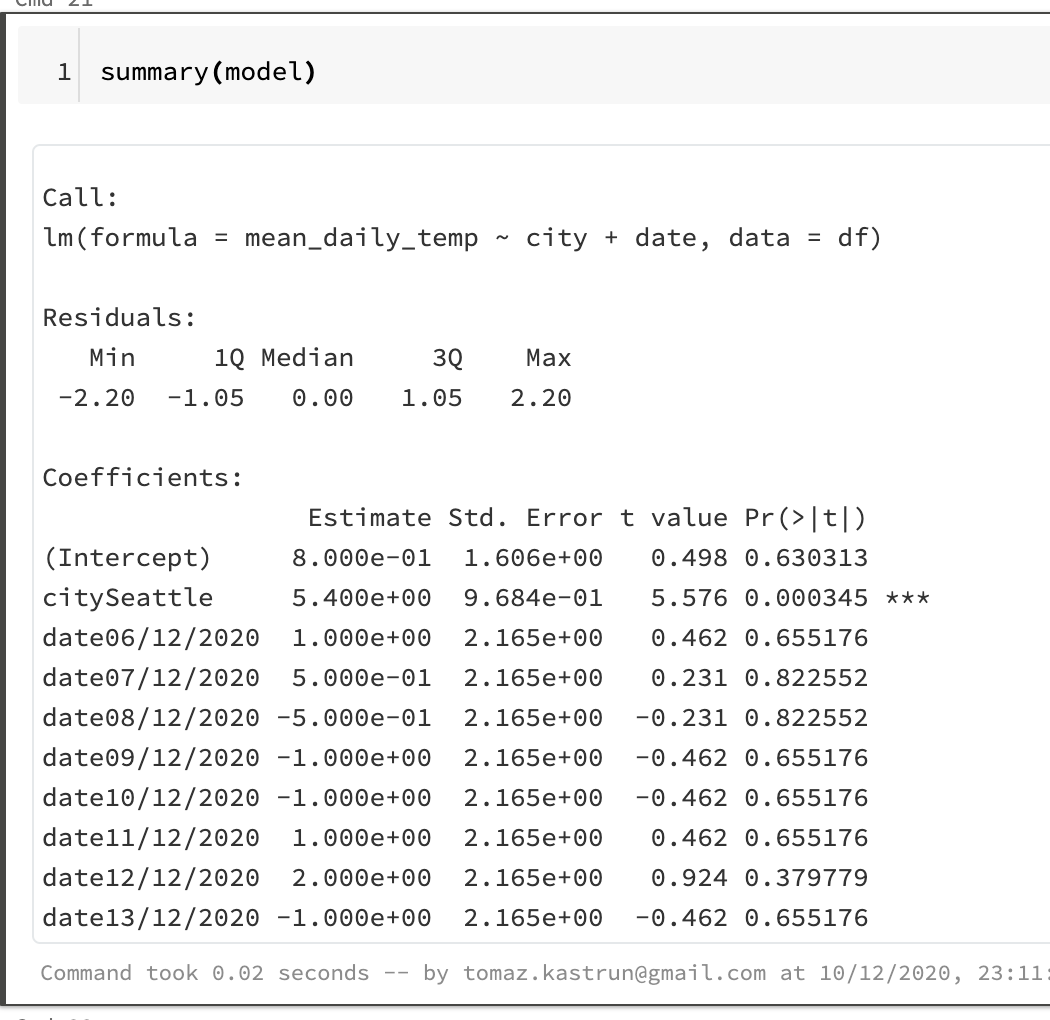 Cmd 21
1 summary(model)
Call:
lm(formula = mean_daily_temp ~ city + date, data = df)
Residuals:
   Min     1Q Median     3Q    Max
 -2.20  -1.05   0.00   1.05   2.20
Coefficients:
                 Estimate Std. Error t value Pr(>|t|)
(Intercept)     8.000e-01  1.606e+00   0.498 0.630313
citySeattle     5.400e+00  9.684e-01   5.576 0.000345 ***
date06/12/2020  1.000e+00  2.165e+00   0.462 0.655176
date07/12/2020  5.000e-01  2.165e+00   0.231 0.822552
date08/12/2020 -5.000e-01  2.165e+00  -0.231 0.822552
date09/12/2020 -1.000e+00  2.165e+00  -0.462 0.655176
date10/12/2020 -1.000e+00  2.165e+00  -0.462 0.655176
date11/12/2020  1.000e+00  2.165e+00   0.462 0.655176
date12/12/2020  2.000e+00  2.165e+00   0.924 0.379779
date13/12/2020 -1.000e+00  2.165e+00  -0.462 0.655176
Command took 0.02 seconds -- by tomaz.kastrun@gmail.com at 10/12/2020, 23:11: